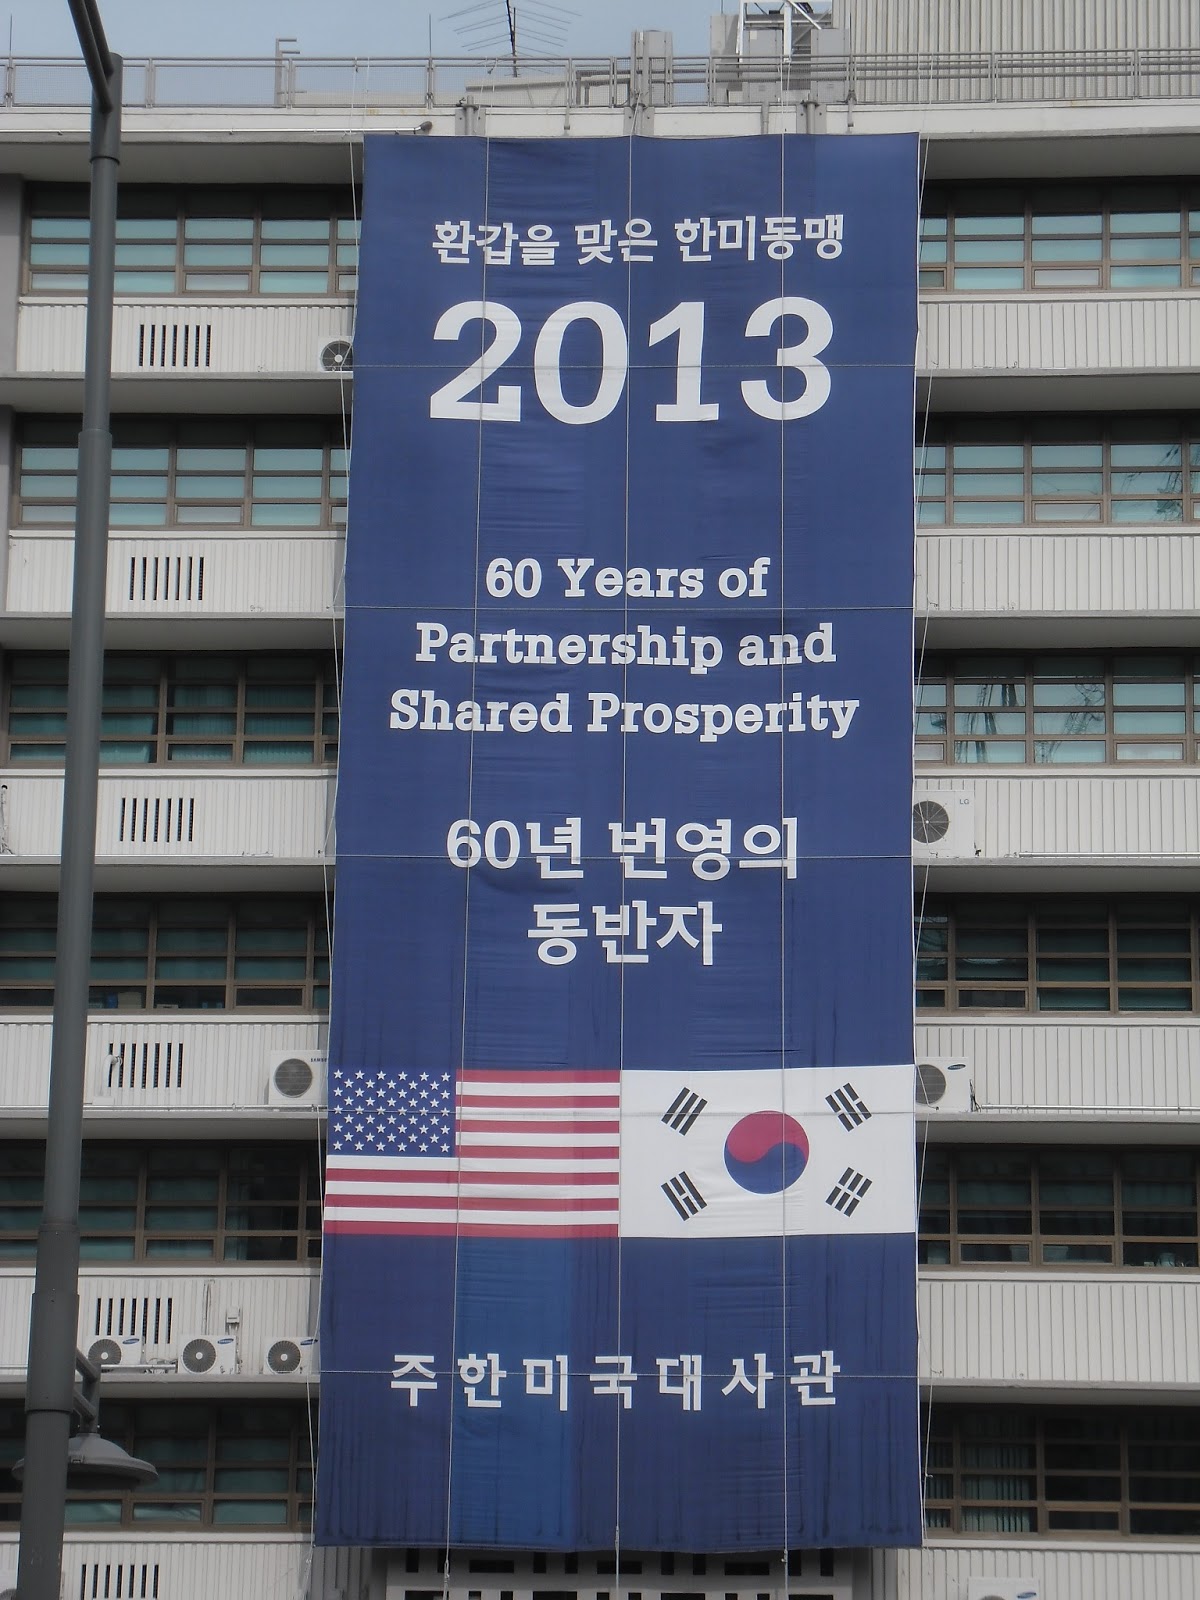 환갑을 맞은 한미동맹
2013
60 Years of
Partnership and
Shared Prosperity
60년 번영의
동반자
주한미국대사관
LG